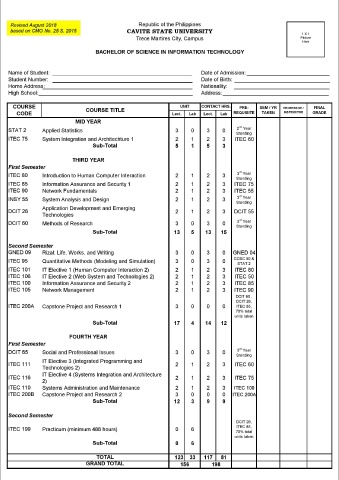 Revised August 2018
based on CMO No. 25 S. 2015
Republic of the Philippines
CAVITE STATE UNIVERSITY
Trece Martires City, Campus
1 X 1
Picture
Here
BACHELOR OF SCIENCE IN INFORMATION TECHNOLOGY
Name of Student: Date of Admission:
Student Number: Date of Birth:
Home Address: Nationality:
High School: Address:
COURSE CODE COURSE TITLE UNIT CONTACT HRS. PRE-REQUISITE SEM / YR TAKEN FINAL GRADE
Lect. Lab Lect. Lab
MID YEAR
STAT 2 Applied Statistics 3 0 3 0 2nd Year Standing
ITEC 75 System Integration and Architechture 1 2 1 2 3 ITEC 60
Sub-Total 5 1 5 3
THIRD YEAR
First Semester
ITEC 80 Introduction to Human Computer Interaction 2 1 2 3 3rd Year Standing
ITEC 85 Information Assurance and Security 1 2 1 2 3 ITEC 75
ITEC 90 Network Fundamentals 2 1 2 3 ITEC 55
INSY 55 System Analysis and Design 2 1 2 3 3rd Year Standing
DCIT 26 Application Development and Emerging Technologies 2 1 2 3 DCIT 55
DCIT 60 Methods of Research 3 0 3 0 3rd Year Standing
Sub-Total 13 5 13 15
Second Semester
GNED 09 Rizal: Life, Works, and Writing 3 0 3 0 GNED 04
ITEC 95 Quantitative Methods (Modeling and Simulation) 3 0 3 0 STAT 2
ITEC 101 IT Elective 1 (Human Computer Interaction 2) 2 1 2 3 ITEC 80
ITEC 106 IT Elective 2 (Web System and Technologies 2) 2 1 2 3 ITEC 50
ITEC 100 Information Assurance and Security 2 2 1 2 3 ITEC 85
ITEC 105 Network Management 2 1 2 3 ITEC 90
ITEC 200A Capstone Project and Research 1 3 0 0 0 DCIT 60, DCIT 26, ITEC 85, 70% total units taken
Sub-Total 17 4 14 12
FOURTH YEAR
First Semester
DCIT 65 Social and Professional Issues 3 0 3 0 3rd Year Standing
ITEC 111 IT Elective 3 (Integrated Programming and Technologies 2) 2 1 2 3 ITEC 60
ITEC 116 IT Elective 4 (Systems Integration and Architecture 2) 2 1 2 3 ITEC 75
ITEC 110 Systems Administration and Maintenance 2 1 2 3 ITEC 100
ITEC 200B Capstone Project and Research 2 3 0 0 0 ITEC 200A
Sub-Total 12 3 9 9
Second Semester
ITEC 199 Practicum (minimum 486 hours) 0 6 DCIT 26, ITEC 85, 70% total units taken
Sub-Total 0 6
TOTAL 123 33 117 81
GRAND TOTAL 156 198